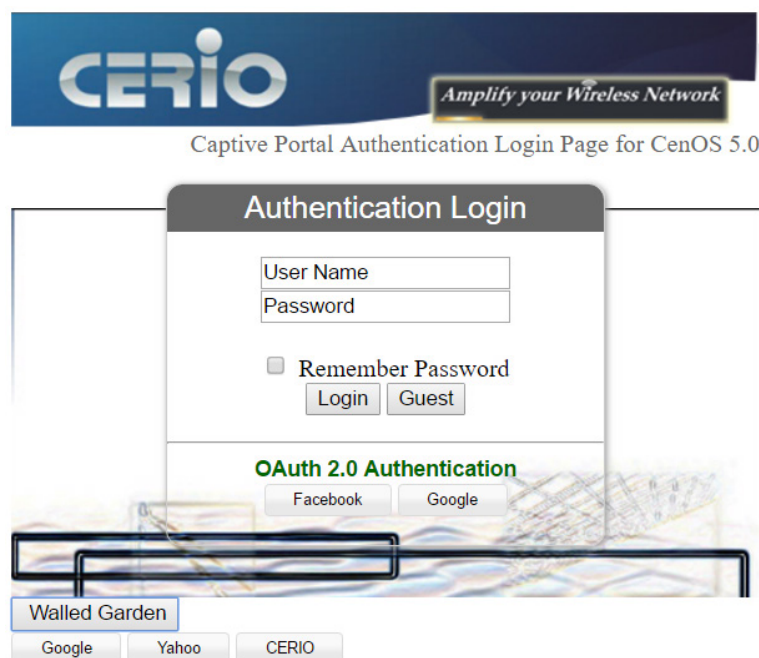 CERIO
Amplify your Wireless Network
Captive Portal Authentication Login Page for CenOS 5.0
Authentication Login
User Name
Password
Remember Password
Login Guest
OAuth 2.0 Authentication
Facebook Google
Walled Garden
Google Yahoo CERIO